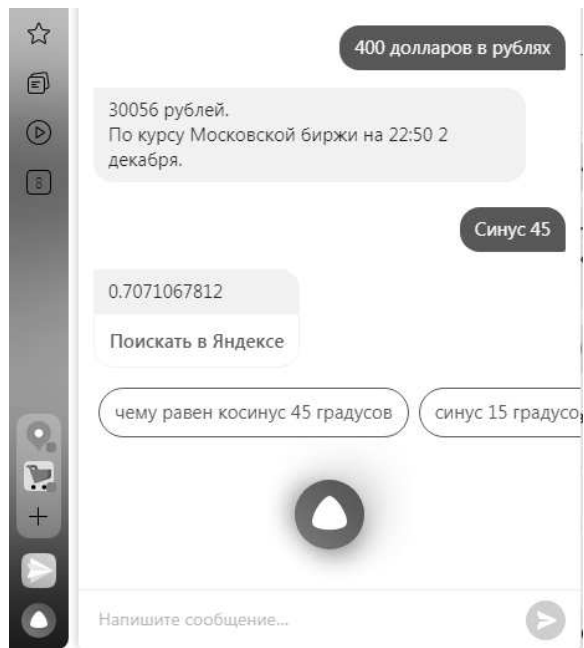 400 долларов в рублях
30056 рублей.
По курсу Московской биржи на 22:50 2
декабря.
Синус 45
0.7071067812
Поискать в Яндексе
чему равен косинус 45 градусов
синус 15 градусо
Напишите сообщение...
8